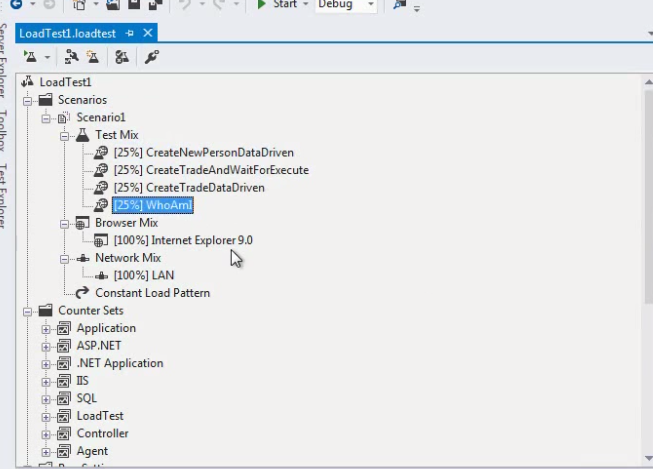 Start
Debug
LoadTest1.loadtest
Server Explorer
Toolbox
Test Explorer
LoadTest1
Scenarios
Scenario1
Test Mix
[25%] CreateNewPersonDataDriven
[25%] CreateTradeAndWaitForExecute
[25%] CreateTradeDataDriven
[25%] WhoAmI
Browser Mix
[100%] Internet Explorer 9.0
Network Mix
[100%] LAN
Constant Load Pattern
Counter Sets
Application
ASP.NET
.NET Application
IIS
SQL
LoadTest
Controller
Agent